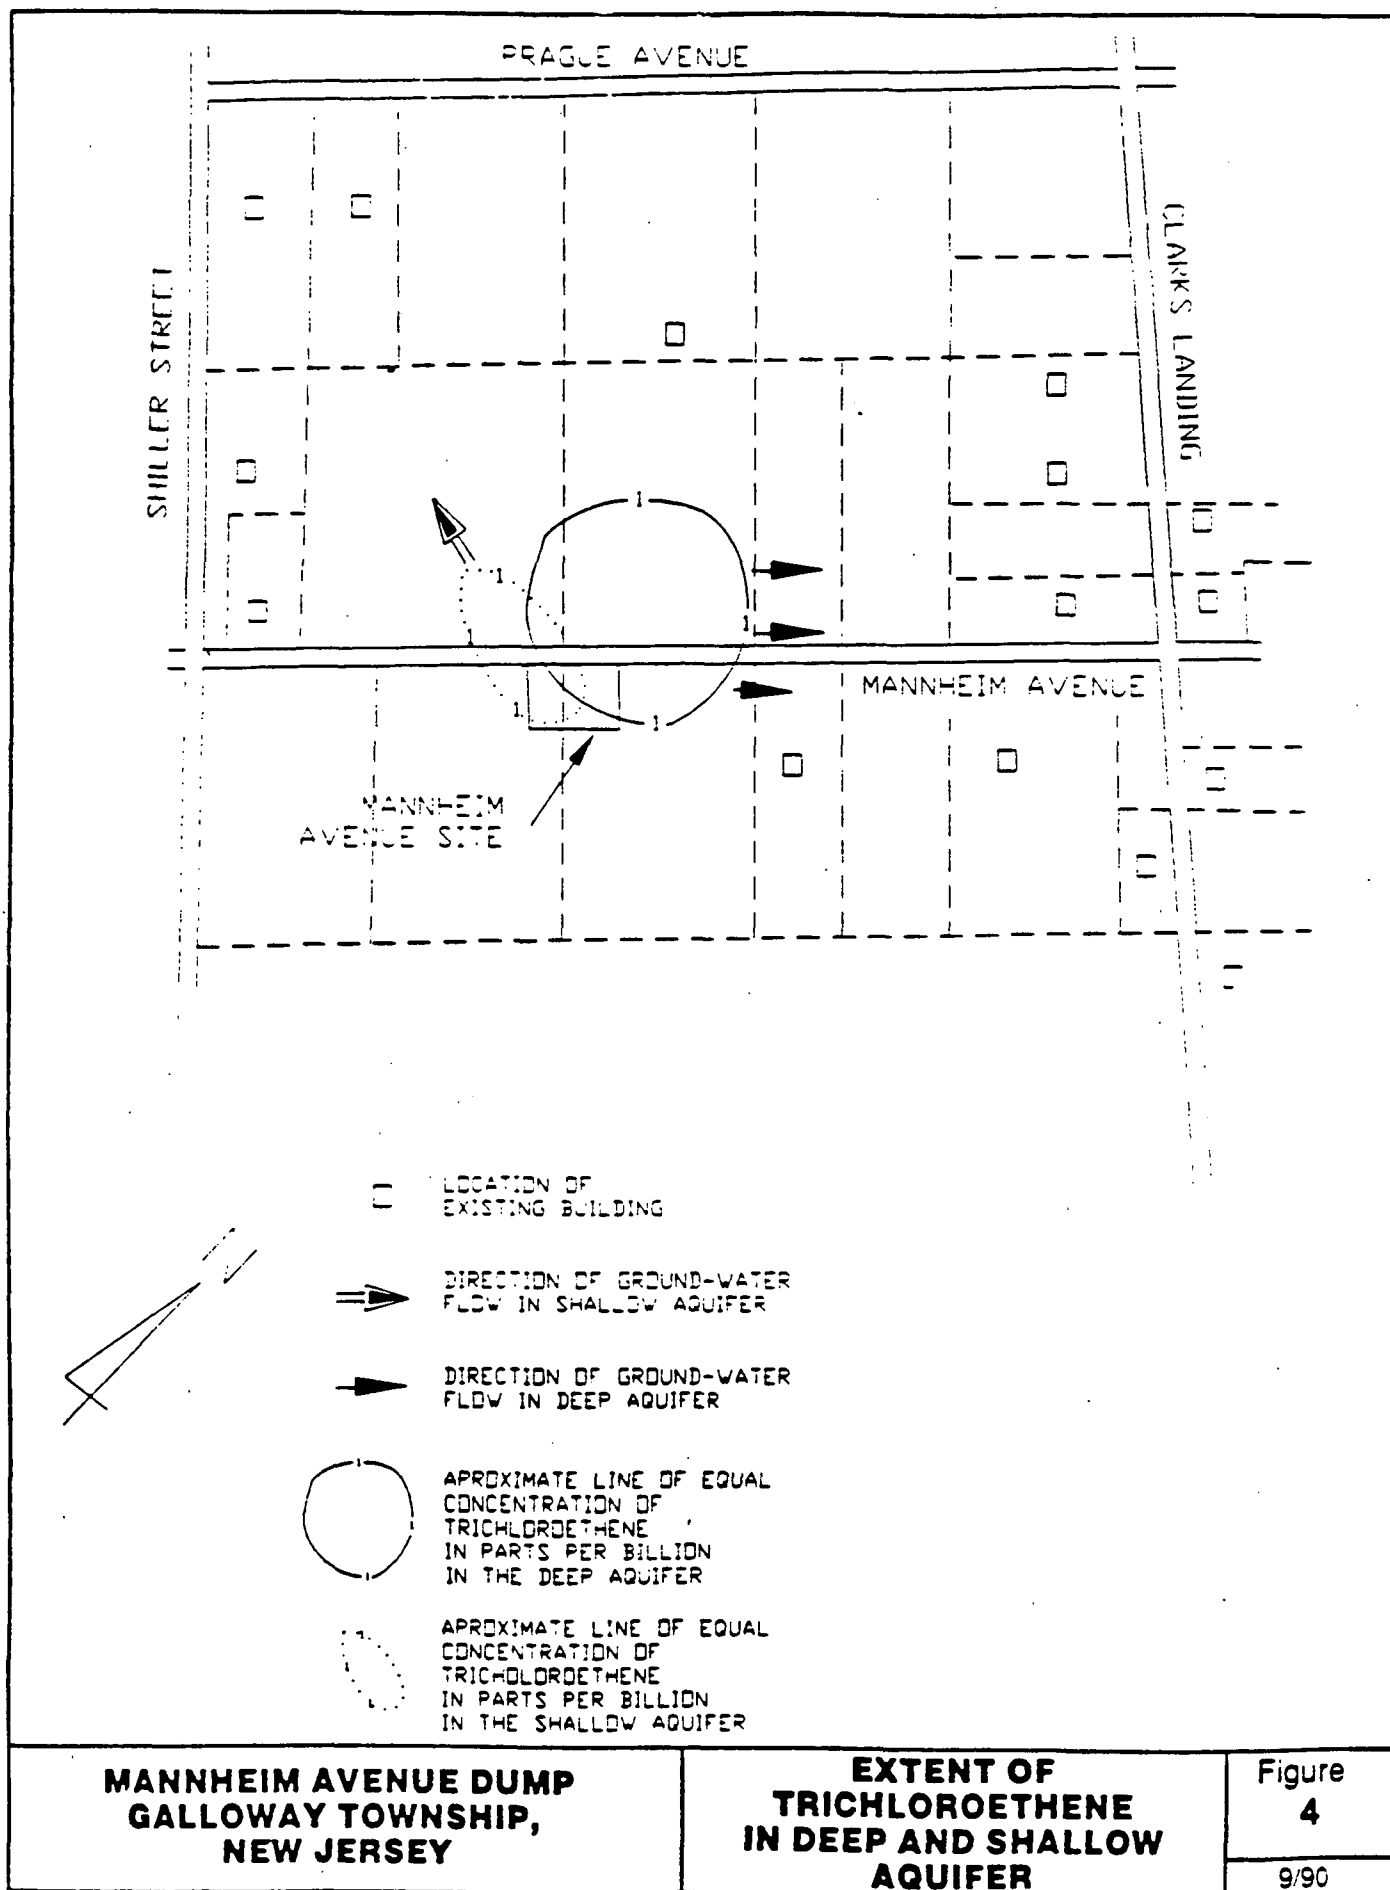 PRAGUE AVENUE
SHILLER STREET
CLARKS LANDING
1
1
1
1
1
1
MANNHEIM AVENUE
MANNHEIM
AVENUE SITE
N
LOCATION OF
EXISTING BUILDING
DIRECTION OF GROUND-WATER
FLOW IN SHALLOW AQUIFER
DIRECTION OF GROUND-WATER
FLOW IN DEEP AQUIFER
APROXIMATE LINE OF EQUAL
CONCENTRATION OF
TRICHLOROETHENE
IN PARTS PER BILLION
IN THE DEEP AQUIFER
APROXIMATE LINE OF EQUAL
CONCENTRATION OF
TRICHOLOROETHENE
IN PARTS PER BILLION
IN THE SHALLOW AQUIFER
MANNHEIM AVENUE DUMP
GALLOWAY TOWNSHIP,
NEW JERSEY
EXTENT OF
TRICHLOROETHENE
IN DEEP AND SHALLOW
AQUIFER
Figure
4
9/90